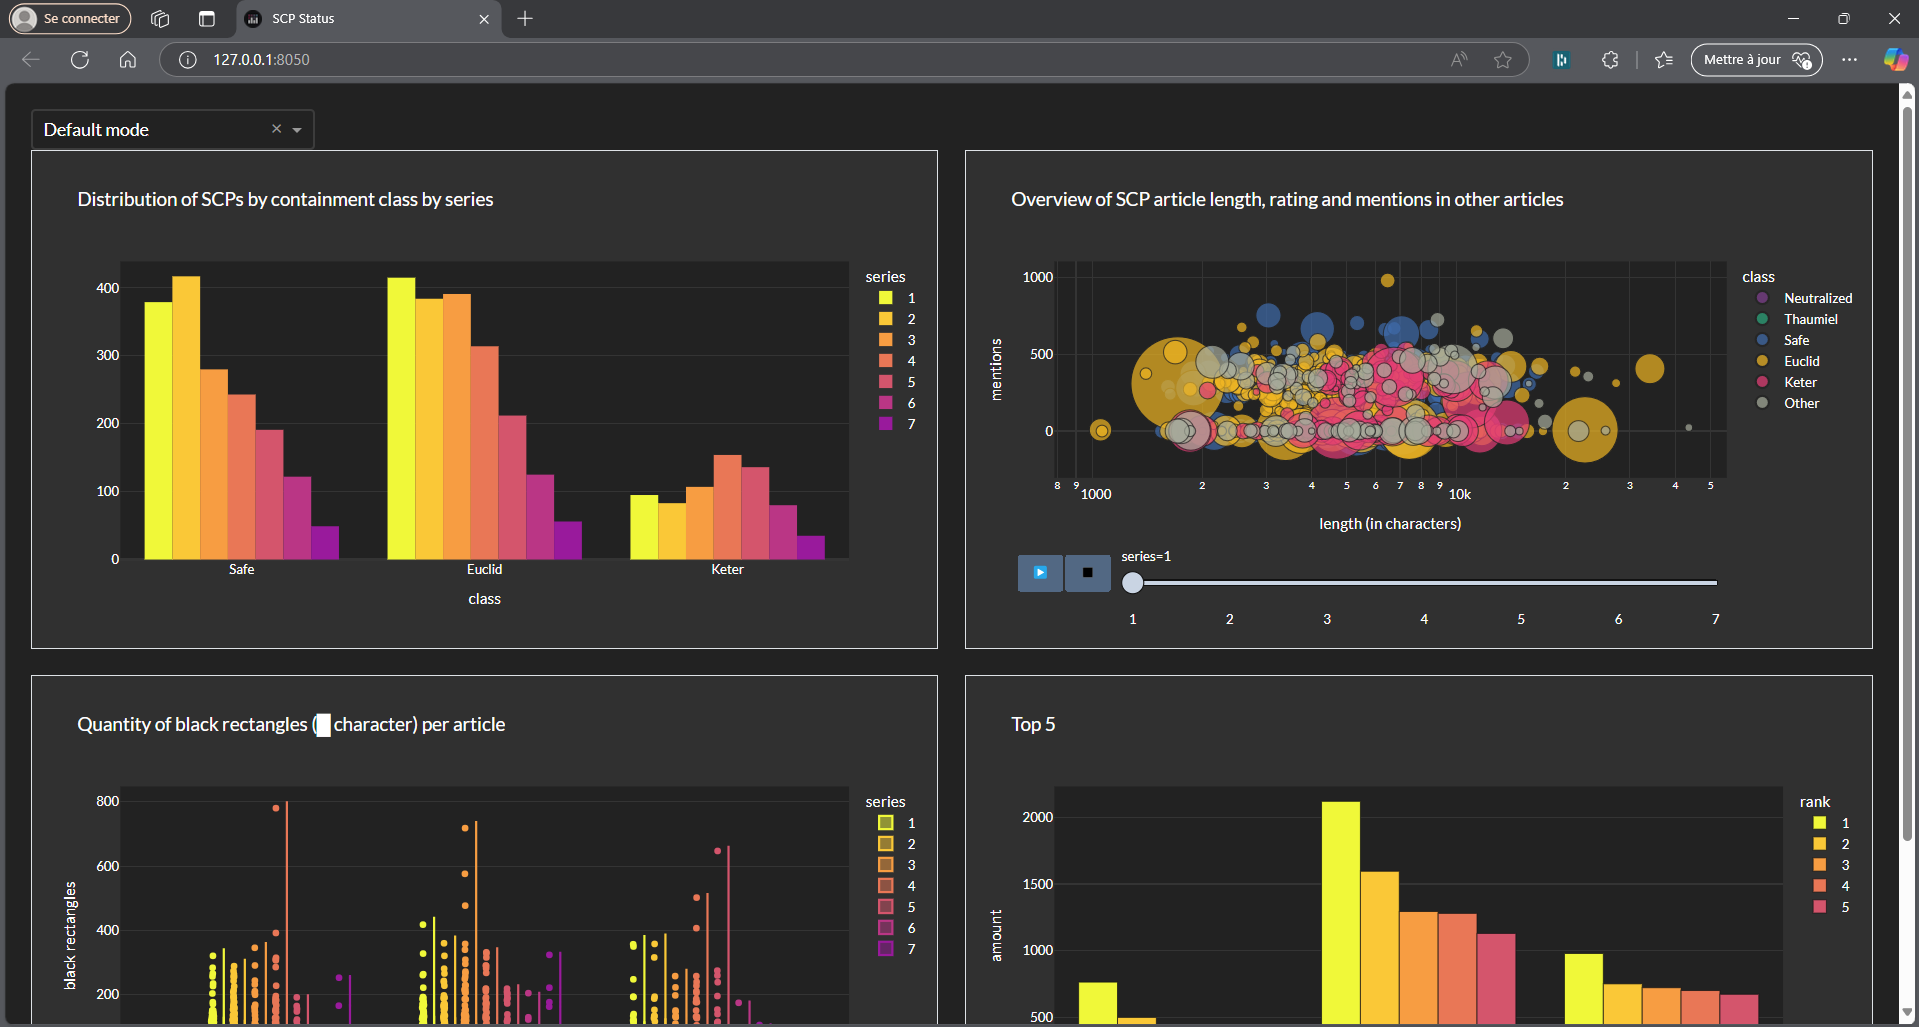 Se connecter
SCP Status
127.0.0.1:8050
Mettre à jour
Default mode
Distribution of SCPs by containment class by series
400
300
200
100
0
Safe
Euclid
Keter
class
series
1
2
3
4
5
6
7
Overview of SCP article length, rating and mentions in other articles
mentions
1000
500
0
8 9 1000 2 3 4 5 6 7 8 9 10k 2 3 4 5
length (in characters)
class
Neutralized
Thaumiel
Safe
Euclid
Keter
Other
series=1
1 2 3 4 5 6 7
Quantity of black rectangles (█ character) per article
black rectangles
800
600
400
200
series
1
2
3
4
5
6
7
Top 5
amount
2000
1500
1000
500
rank
1
2
3
4
5